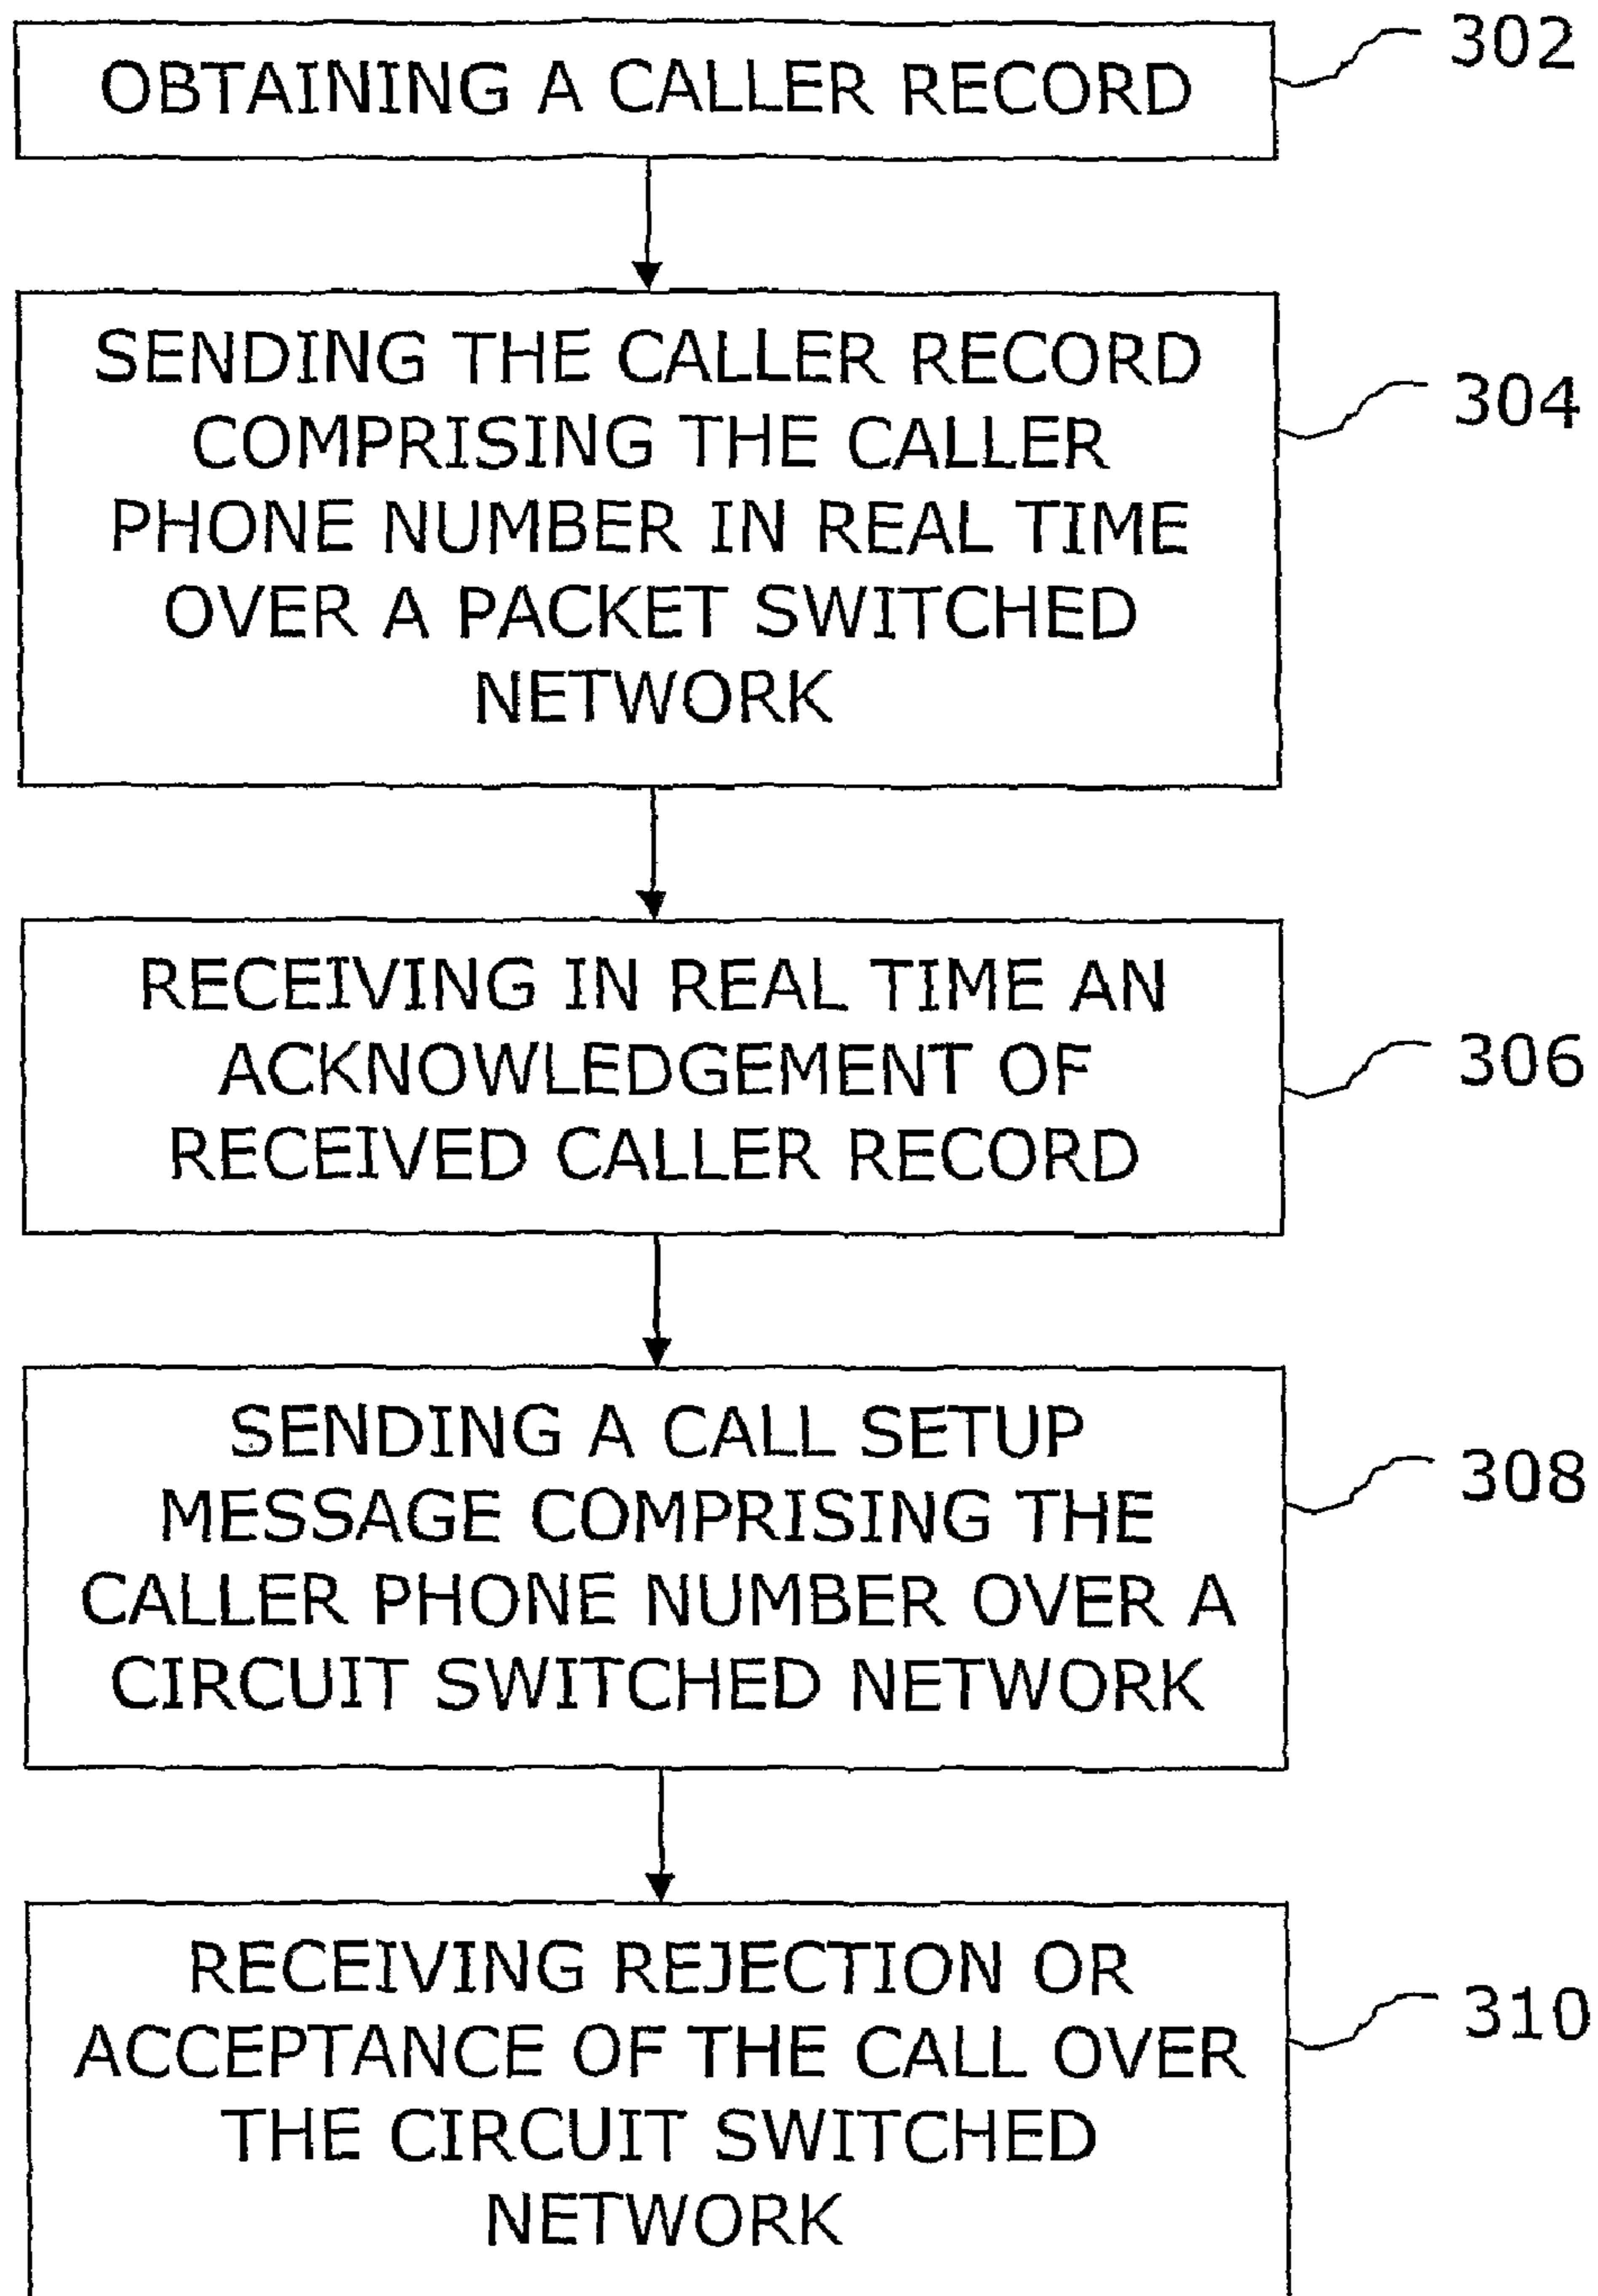 OBTAINING A CALLER RECORD
302
SENDING THE CALLER RECORD
COMPRISING THE CALLER
PHONE NUMBER IN REAL TIME
OVER A PACKET SWITCHED
NETWORK
304
RECEIVING IN REAL TIME AN
ACKNOWLEDGEMENT OF
RECEIVED CALLER RECORD
306
SENDING A CALL SETUP
MESSAGE COMPRISING THE
CALLER PHONE NUMBER OVER A
CIRCUIT SWITCHED NETWORK
308
RECEIVING REJECTION OR
ACCEPTANCE OF THE CALL OVER
THE CIRCUIT SWITCHED
NETWORK
310